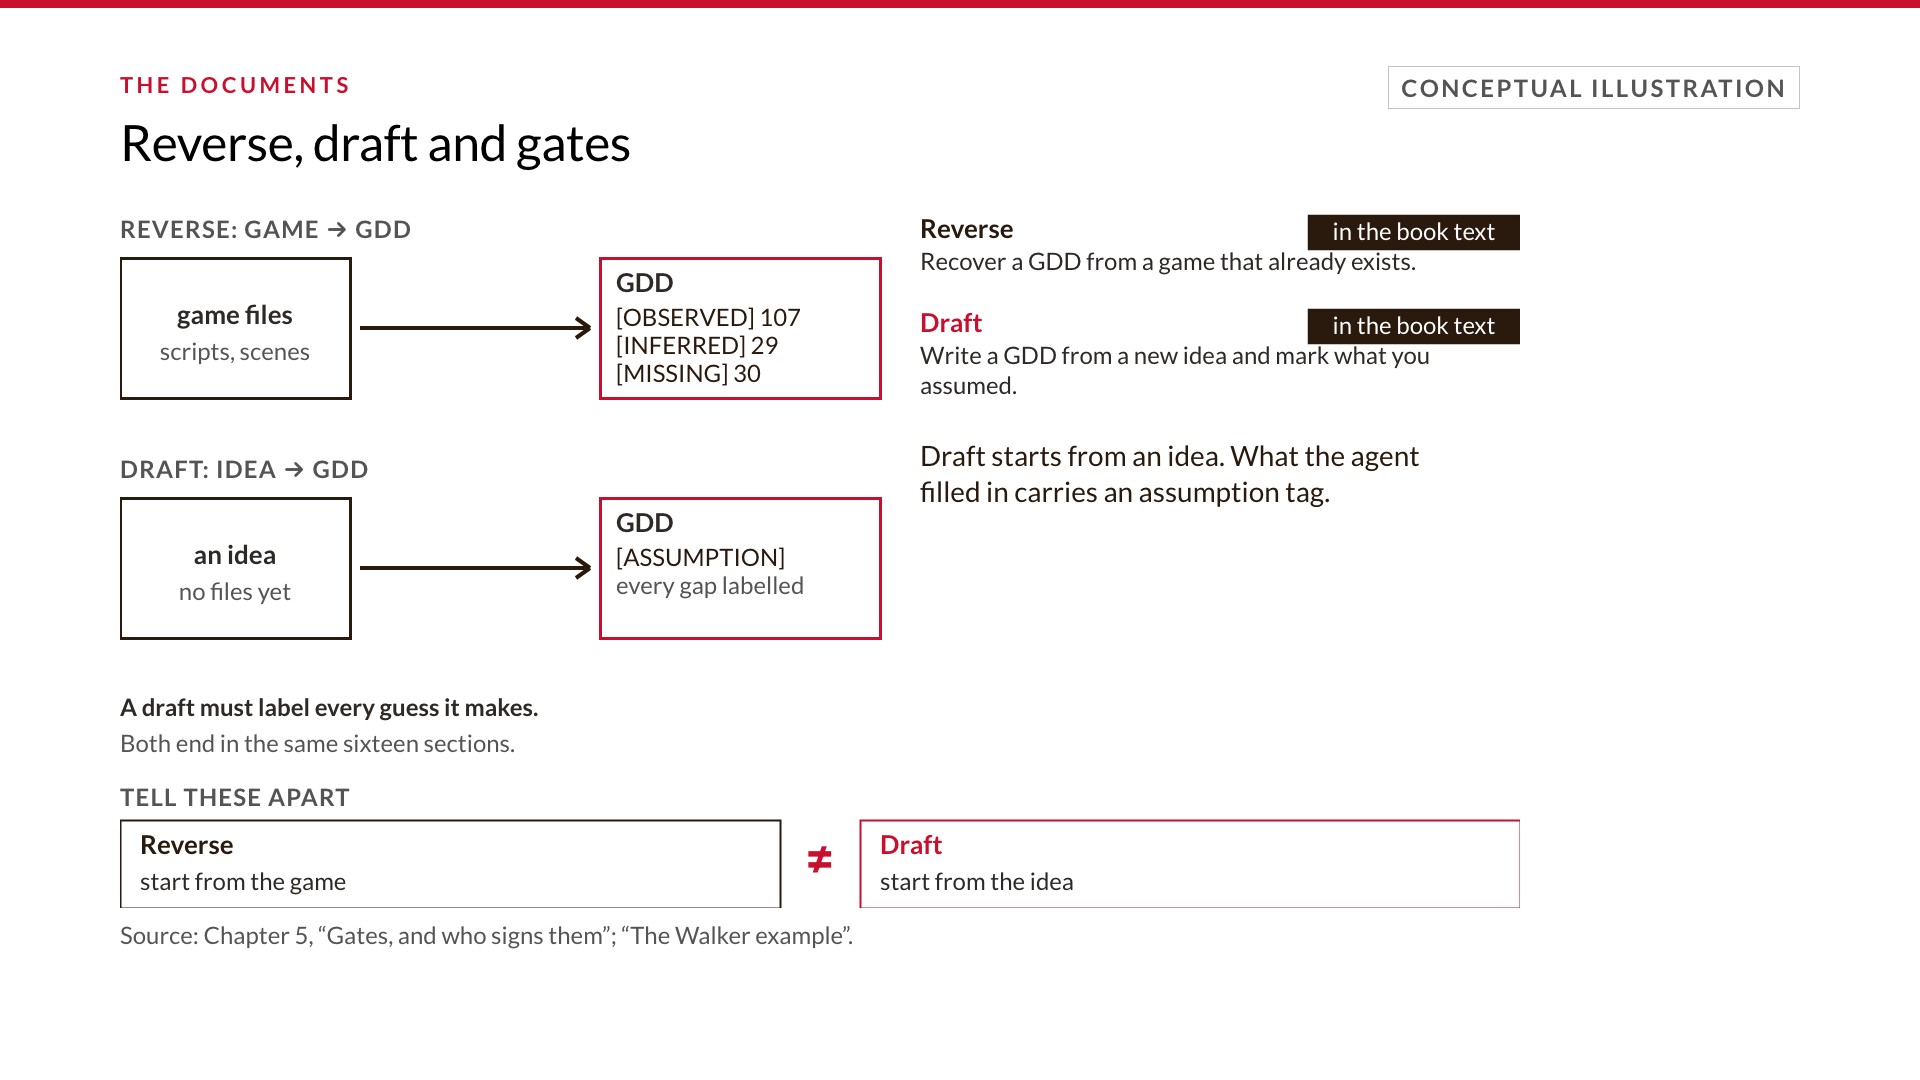 THE DOCUMENTS
CONCEPTUAL ILLUSTRATION
Reverse, draft and gates
REVERSE: GAME → GDD
game files
scripts, scenes
GDD
[OBSERVED] 107
[INFERRED] 29
[MISSING] 30
DRAFT: IDEA → GDD
an idea
no files yet
GDD
[ASSUMPTION]
every gap labelled
Reverse
in the book text
Recover a GDD from a game that already exists.
Draft
in the book text
Write a GDD from a new idea and mark what you
assumed.
Draft starts from an idea. What the agent
filled in carries an assumption tag.
A draft must label every guess it makes.
Both end in the same sixteen sections.
TELL THESE APART
Reverse
start from the game
≠
Draft
start from the idea
Source: Chapter 5, “Gates, and who signs them”; “The Walker example”.